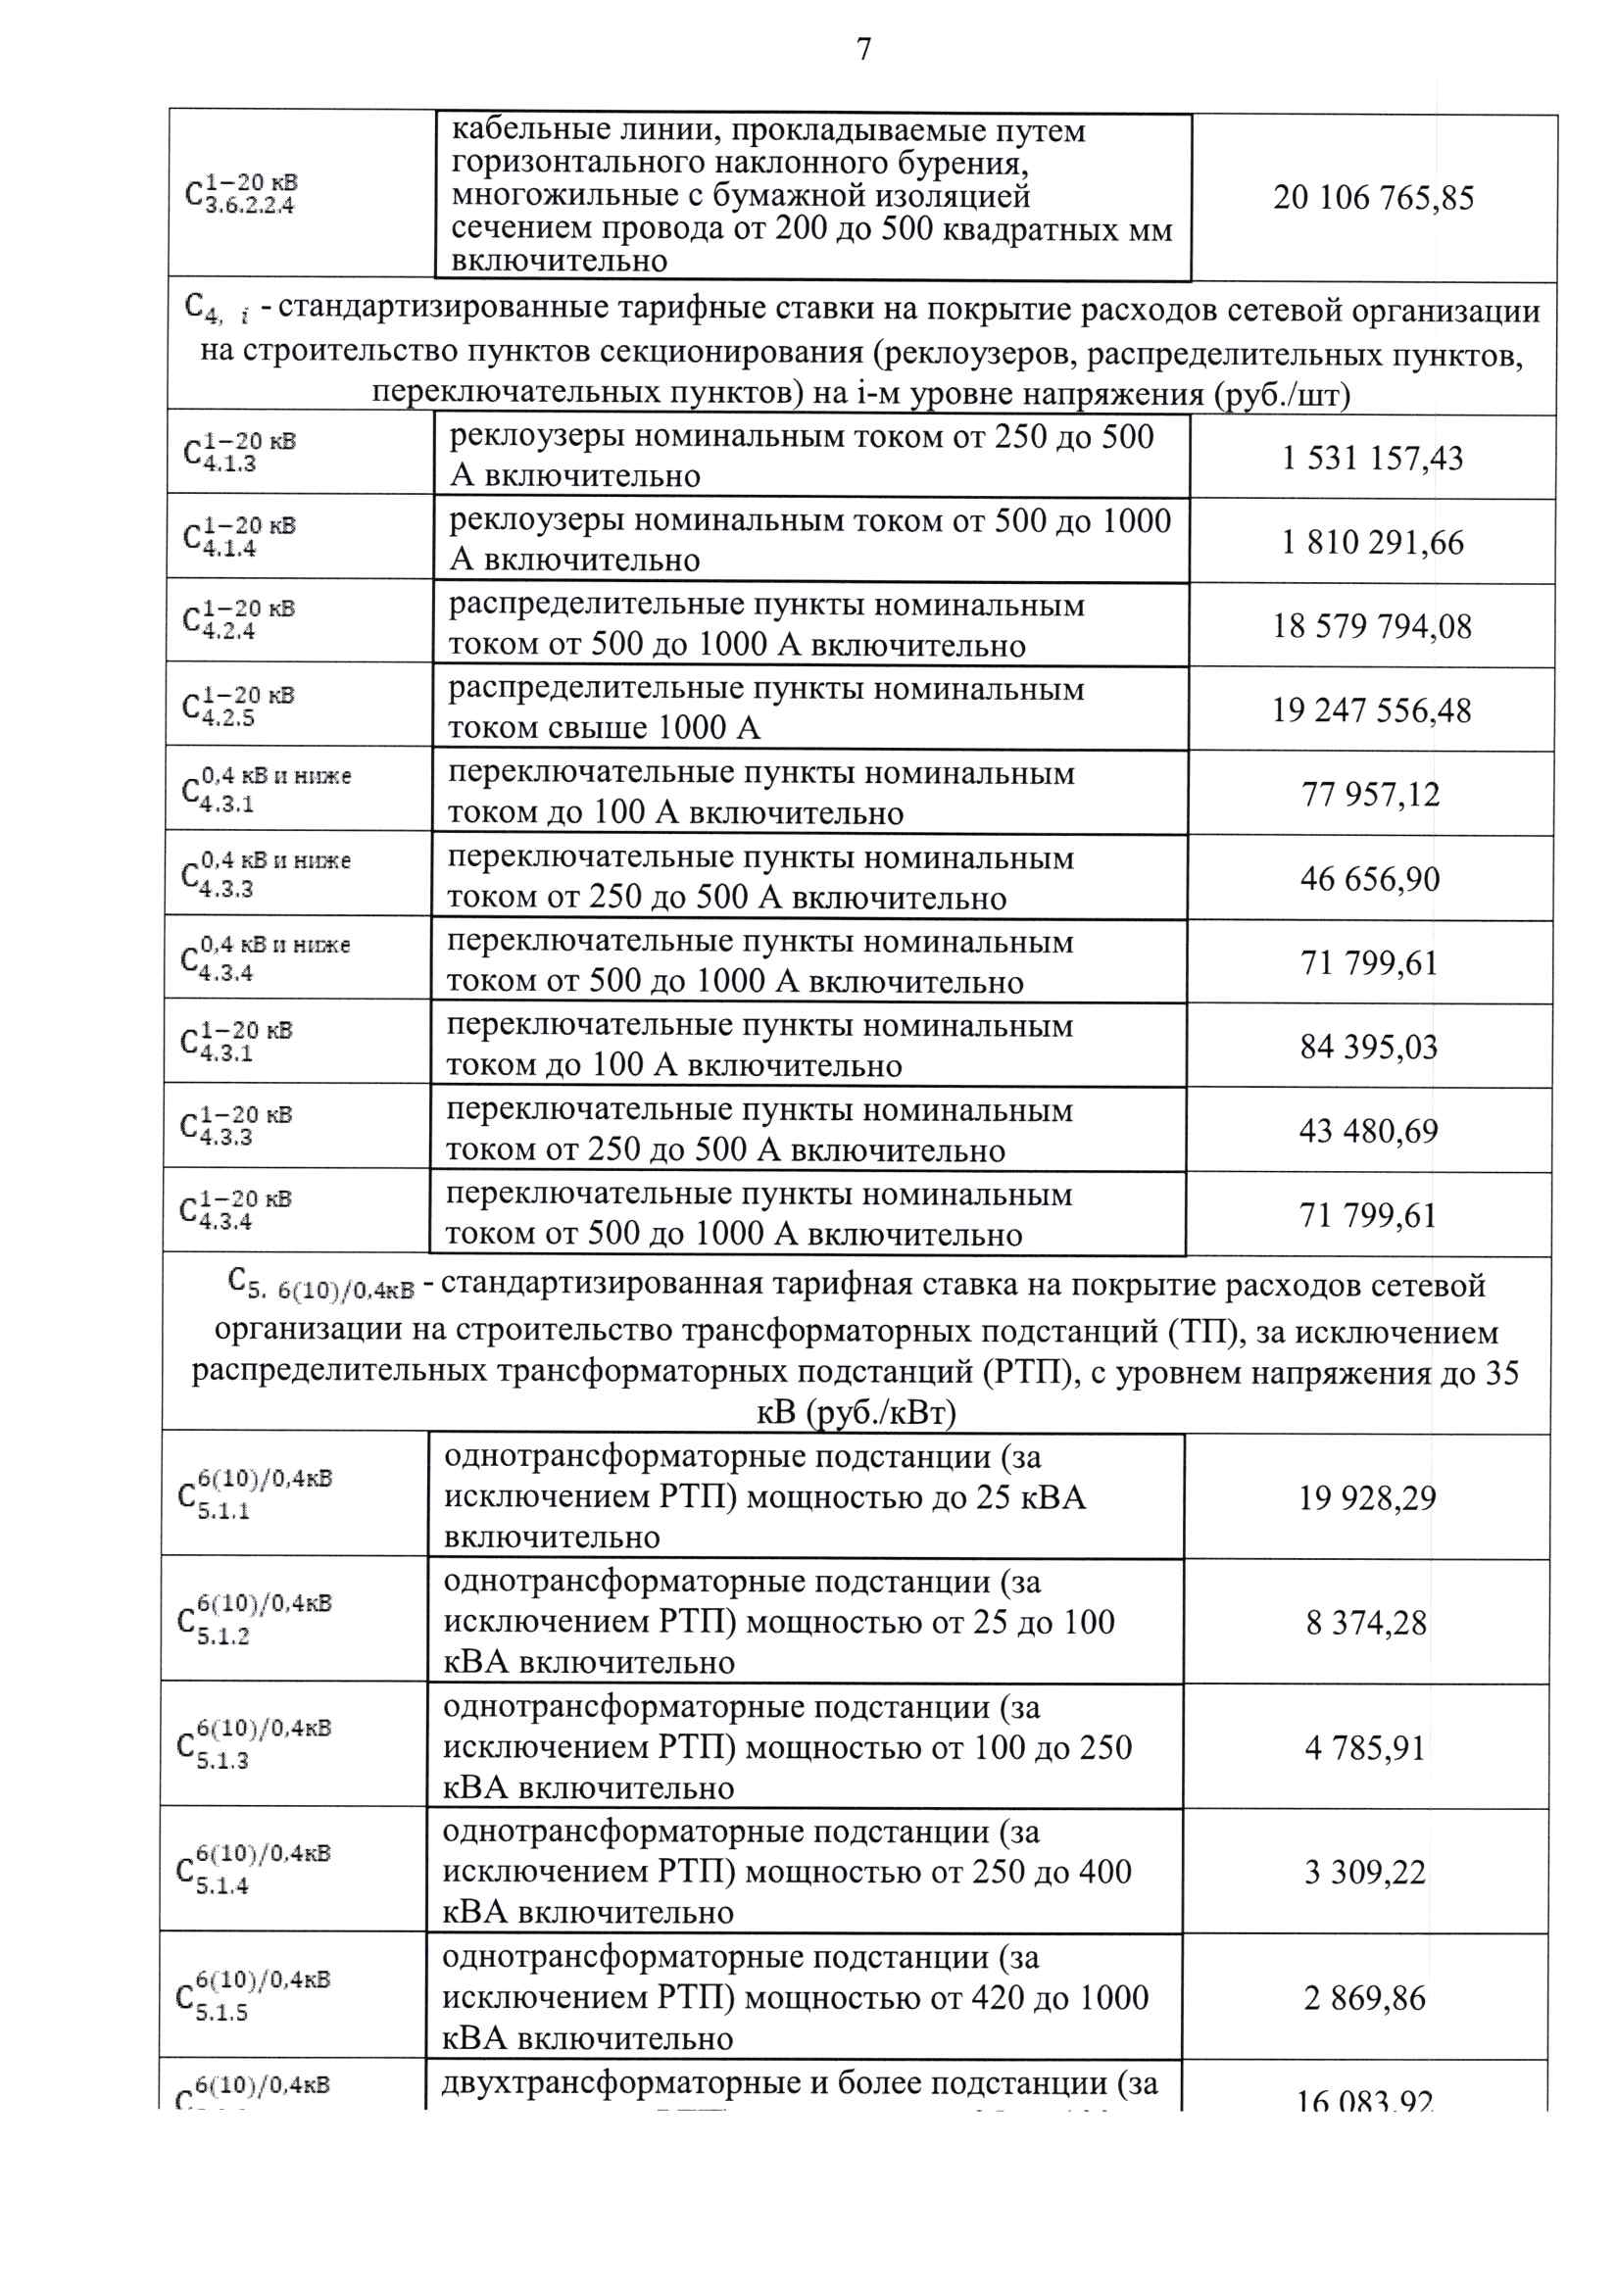 7
кабельные линии, прокладываемые путем
горизонтального наклонного бурения,
C 1–20 кВ 3.6.2.2.4
многожильные с бумажной изоляцией
20 106 765,85
сечением провода от 200 до 500 квадратных мм
включительно
C4, i - стандартизированные тарифные ставки на покрытие расходов сетевой организации
на строительство пунктов секционирования (реклоузеров, распределительных пунктов,
переключательных пунктов) на i-м уровне напряжения (руб./шт)
C 1–20 кВ 4.1.3
реклоузеры номинальным током от 250 до 500
А включительно
1 531 157,43
C 1–20 кВ 4.1.4
реклоузеры номинальным током от 500 до 1000
А включительно
1 810 291,66
C 1–20 кВ 4.2.4
распределительные пункты номинальным
током от 500 до 1000 А включительно
18 579 794,08
C 1–20 кВ 4.2.5
распределительные пункты номинальным
током свыше 1000 А
19 247 556,48
C 0,4 кВ и ниже 4.3.1
переключательные пункты номинальным
током до 100 А включительно
77 957,12
C 0,4 кВ и ниже 4.3.3
переключательные пункты номинальным
током от 250 до 500 А включительно
46 656,90
C 0,4 кВ и ниже 4.3.4
переключательные пункты номинальным
током от 500 до 1000 А включительно
71 799,61
C 1–20 кВ 4.3.1
переключательные пункты номинальным
током до 100 А включительно
84 395,03
C 1–20 кВ 4.3.3
переключательные пункты номинальным
током от 250 до 500 А включительно
43 480,69
C 1–20 кВ 4.3.4
переключательные пункты номинальным
током от 500 до 1000 А включительно
71 799,61
C5. 6(10)/0,4кВ - стандартизированная тарифная ставка на покрытие расходов сетевой
организации на строительство трансформаторных подстанций (ТП), за исключением
распределительных трансформаторных подстанций (РТП), с уровнем напряжения до 35
кВ (руб./кВт)
C 6(10)/0,4кВ 5.1.1
однотрансформаторные подстанции (за
исключением РТП) мощностью до 25 кВА
включительно
19 928,29
C 6(10)/0,4кВ 5.1.2
однотрансформаторные подстанции (за
исключением РТП) мощностью от 25 до 100
кВА включительно
8 374,28
C 6(10)/0,4кВ 5.1.3
однотрансформаторные подстанции (за
исключением РТП) мощностью от 100 до 250
кВА включительно
4 785,91
C 6(10)/0,4кВ 5.1.4
однотрансформаторные подстанции (за
исключением РТП) мощностью от 250 до 400
кВА включительно
3 309,22
C 6(10)/0,4кВ 5.1.5
однотрансформаторные подстанции (за
исключением РТП) мощностью от 420 до 1000
кВА включительно
2 869,86
C 6(10)/0,4кВ
двухтрансформаторные и более подстанции (за
16 083,92